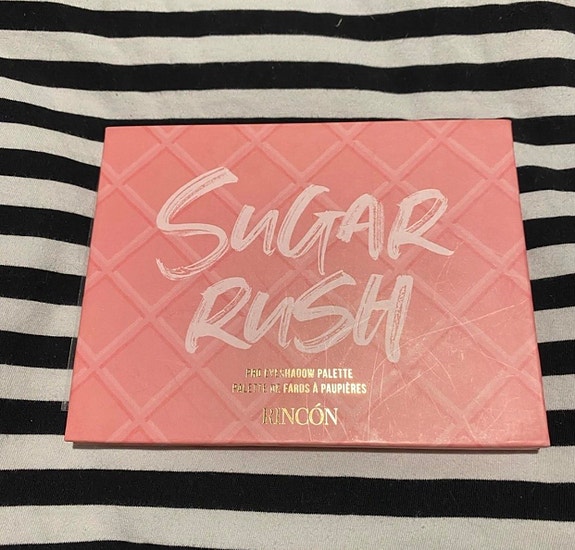 SUGAR
RUSH
PRO EYESHADOW PALETTE
PALETTE DE FARDS À PAUPIÈRES
RINCÓN